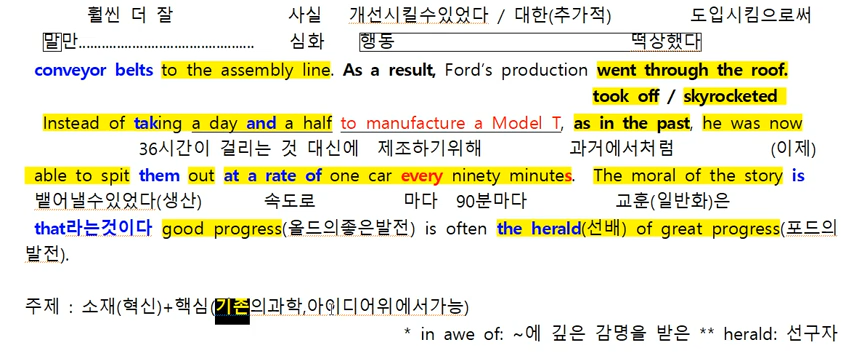 훨씬 더 잘 사실 개선시킬수있었다 / 대한(추가적) 도입시킴으로써
말만............................................ 심화 행동 떡상했다
conveyor belts to the assembly line. As a result, Ford's production went through the roof.
took off / skyrocketed
Instead of taking a day and a half to manufacture a Model T, as in the past, he was now
36시간이 걸리는 것 대신에 제조하기위해 과거에서처럼 (이제)
able to spit them out at a rate of one car every ninety minutes. The moral of the story is
뱉어낼수있었다(생산) 속도로 마다 90분마다 교훈(일반화)은
that라는것이다 good progress(올드의좋은발전) is often the herald(선배) of great progress(포드의
발전).
주제 : 소재(혁신)+핵심(기존의과학,아이디어위에서가능)
* in awe of: ~에 깊은 감명을 받은 ** herald: 선구자